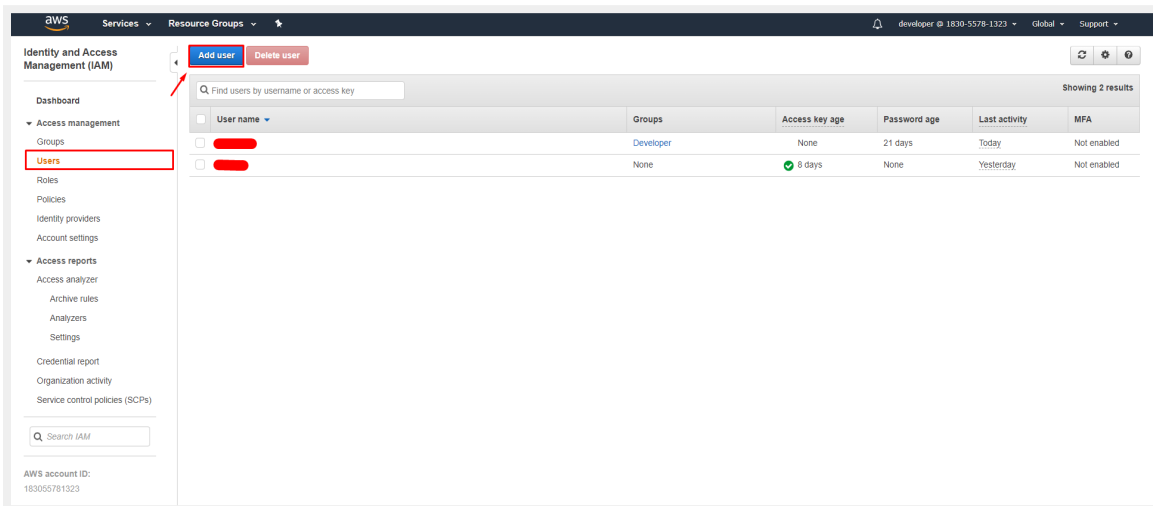 aws Services Resource Groups developer @ 1830-5578-1323 Global Support
Identity and Access
Management (IAM)
Dashboard
Access management
Groups
Users
Roles
Policies
Identity providers
Account settings
Access reports
Access analyzer
Archive rules
Analyzers
Settings
Credential report
Organization activity
Service control policies (SCPs)
Search IAM
AWS account ID:
183055781323
Add user Delete user
Find users by username or access key Showing 2 results
User name Groups Access key age Password age Last activity MFA
Developer None 21 days Today Not enabled
None 8 days None Yesterday Not enabled